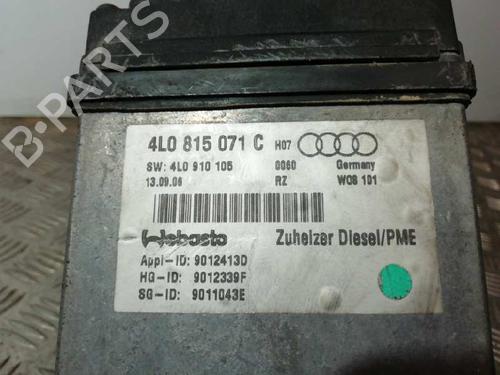 B-PARTS
4L0 815 071 C H07
SW: 4L0 910 105 0060 Germany
13.09.06 RZ WO8 101
Webasto Zuheizer Diesel/PME
Appl-ID: 9012413D
HG-ID: 9012339F
SG-ID: 9011043E